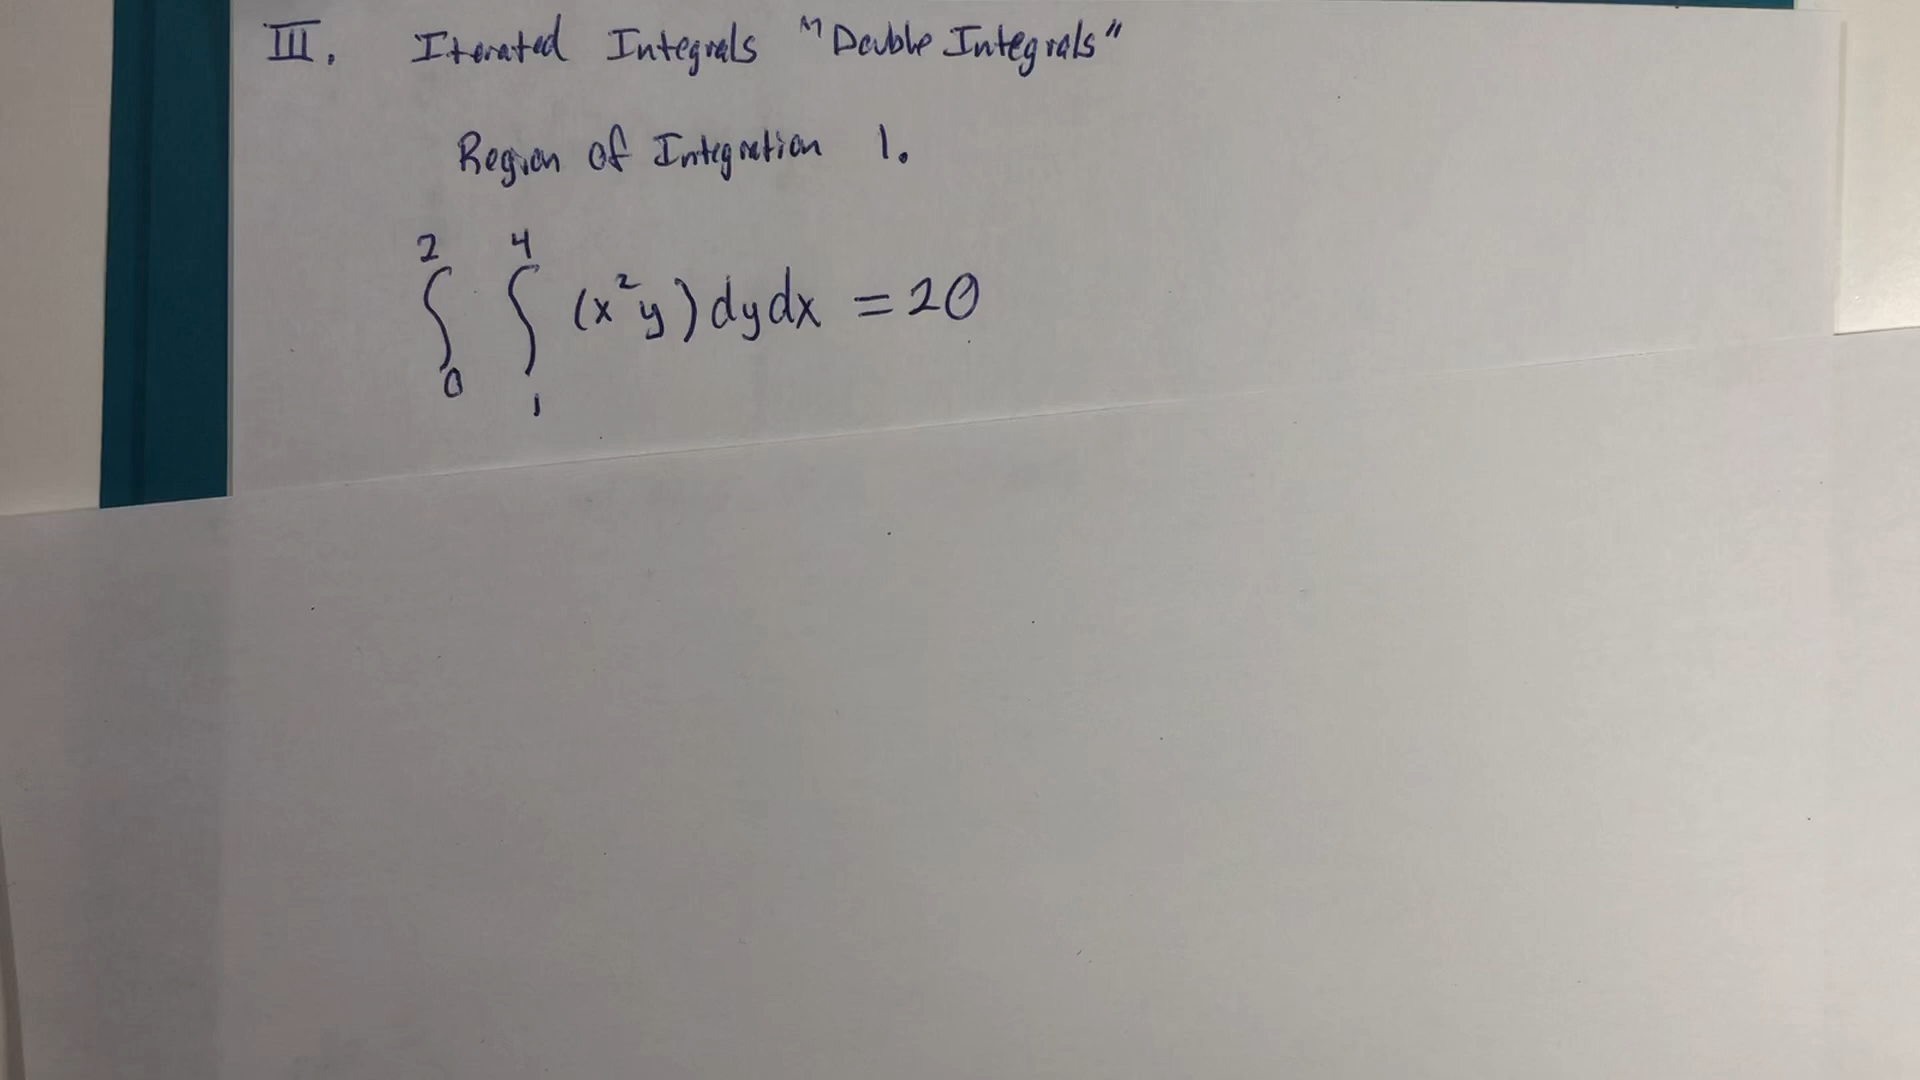 III. Iterated Integrals "Double Integrals"
Region of Integration 1.
∫₀² ∫₁⁴ (x²y) dy dx = 20